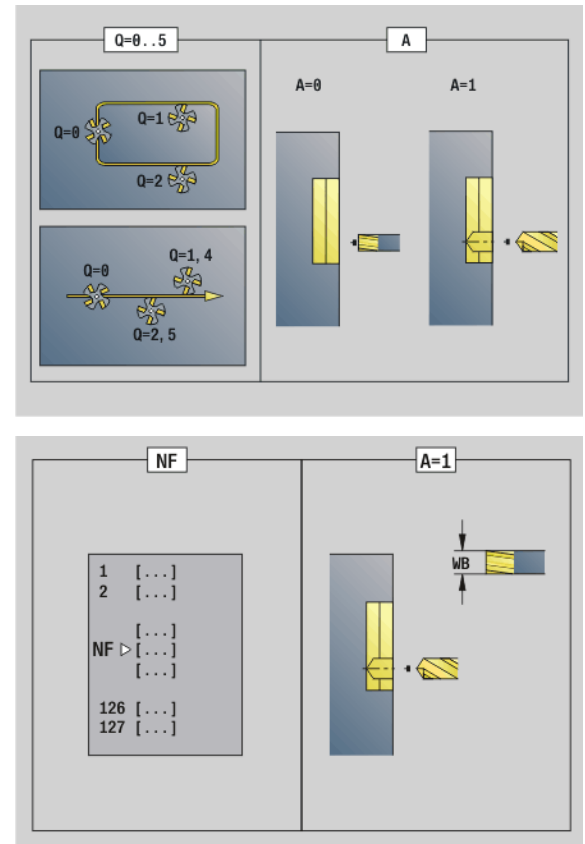 Q=0..5
A
Q=0
Q=1
Q=2
Q=0
Q=1,4
Q=2,5
A=0
A=1
NF
A=1
1 [...]
2 [...]
[...]
NF [...]
[...]
126 [...]
127 [...]
WB